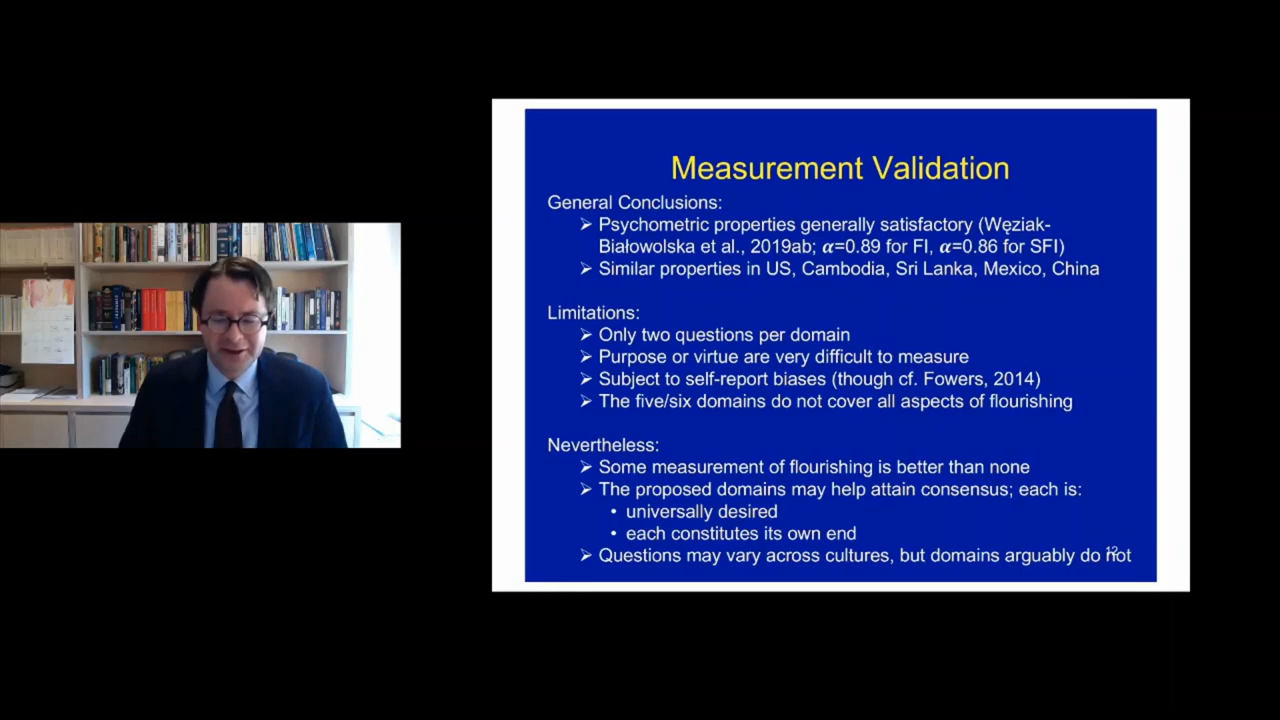 Measurement Validation
General Conclusions:
➢ Psychometric properties generally satisfactory (Węziak-
Białowolska et al., 2019ab; α=0.89 for FI, α=0.86 for SFI)
➢ Similar properties in US, Cambodia, Sri Lanka, Mexico, China
Limitations:
➢ Only two questions per domain
➢ Purpose or virtue are very difficult to measure
➢ Subject to self-report biases (though cf. Fowers, 2014)
➢ The five/six domains do not cover all aspects of flourishing
Nevertheless:
➢ Some measurement of flourishing is better than none
➢ The proposed domains may help attain consensus; each is:
• universally desired
• each constitutes its own end
➢ Questions may vary across cultures, but domains arguably do not
12